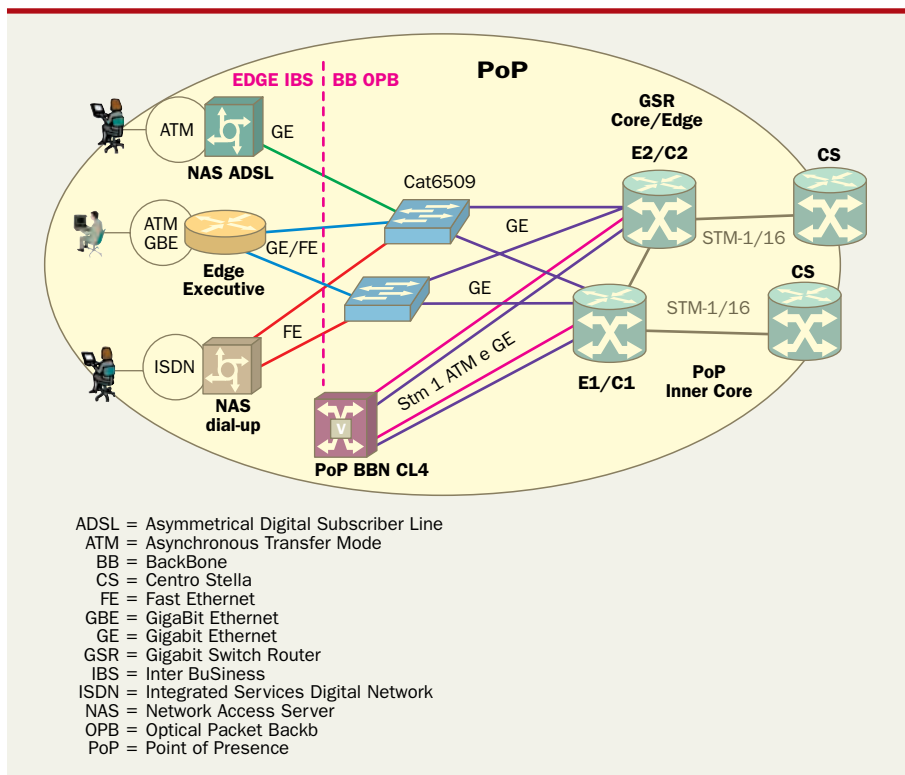 PoP
EDGE IBS
BB OPB
GSR
Core/Edge
E2/C2
CS
ATM
GE
NAS ADSL
Cat6509
GE
STM-1/16
ATM
GBE
GE/FE
Edge
Executive
CS
GE
STM-1/16
FE
ISDN
NAS
dial-up
Stm 1 ATM e GE
E1/C1
PoP
Inner Core
V
PoP BBN CL4
ADSL = Asymmetrical Digital Subscriber Line
ATM = Asynchronous Transfer Mode
BB = BackBone
CS = Centro Stella
FE = Fast Ethernet
GBE = GigaBit Ethernet
GE = Gigabit Ethernet
GSR = Gigabit Switch Router
IBS = Inter BuSiness
ISDN = Integrated Services Digital Network
NAS = Network Access Server
OPB = Optical Packet Backb
PoP = Point of Presence